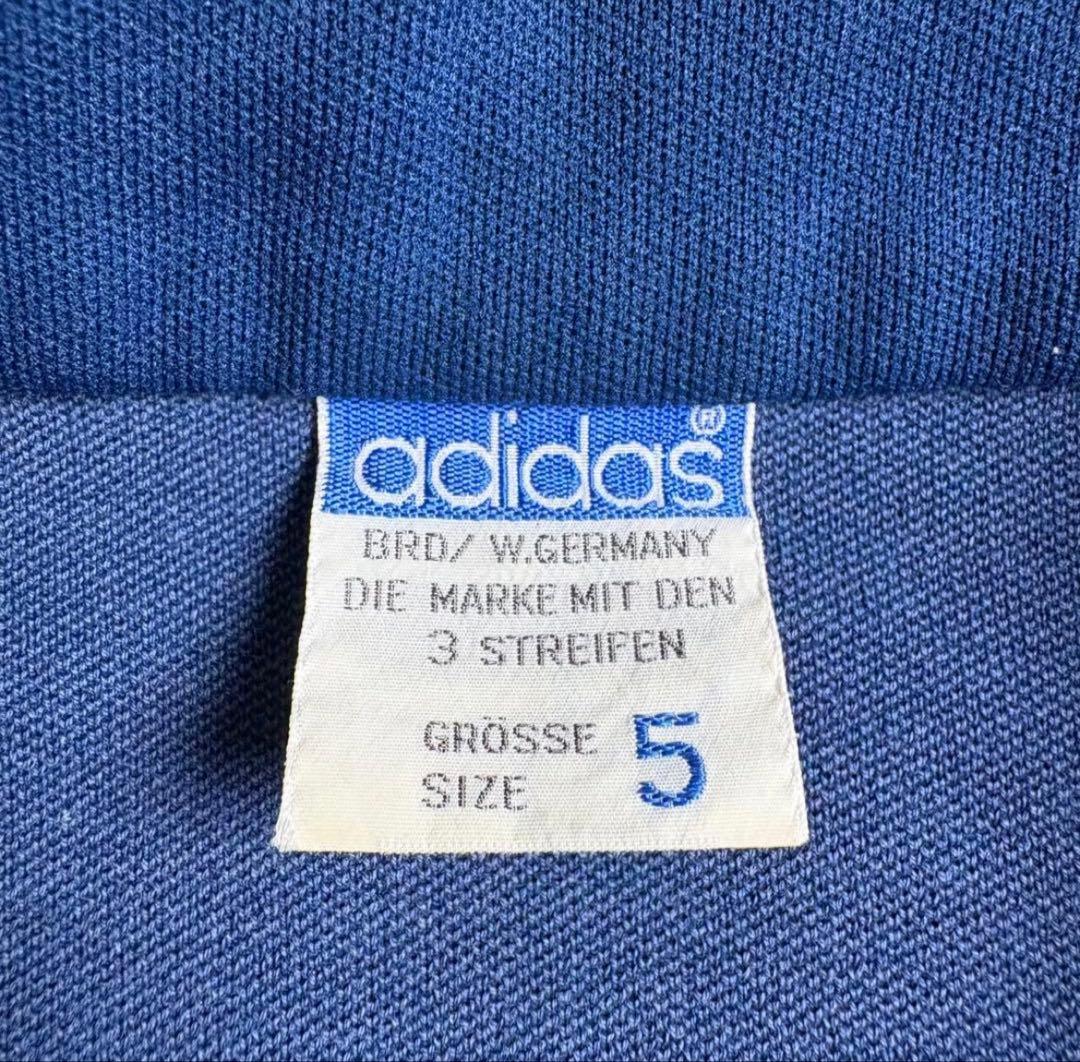 adidas®
BRD/ W.GERMANY
DIE MARKE MIT DEN
3 STREIFEN
GRÖSSE
SIZE 5